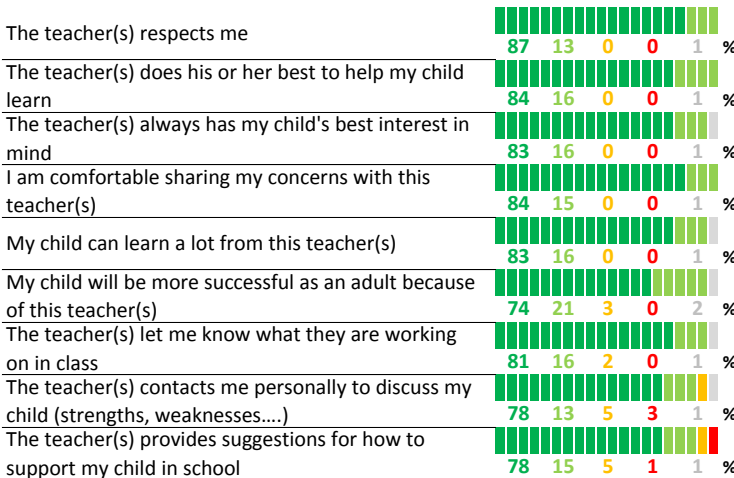 The teacher(s) respects me
87 13 0 0 1 %
The teacher(s) does his or her best to help my child
learn
84 16 0 0 1 %
The teacher(s) always has my child's best interest in
mind
83 16 0 0 1 %
I am comfortable sharing my concerns with this
teacher(s)
84 15 0 0 1 %
My child can learn a lot from this teacher(s)
83 16 0 0 1 %
My child will be more successful as an adult because
of this teacher(s)
74 21 3 0 2 %
The teacher(s) let me know what they are working
on in class
81 16 2 0 1 %
The teacher(s) contacts me personally to discuss my
child (strengths, weaknesses....)
78 13 5 3 1 %
The teacher(s) provides suggestions for how to
support my child in school
78 15 5 1 1 %